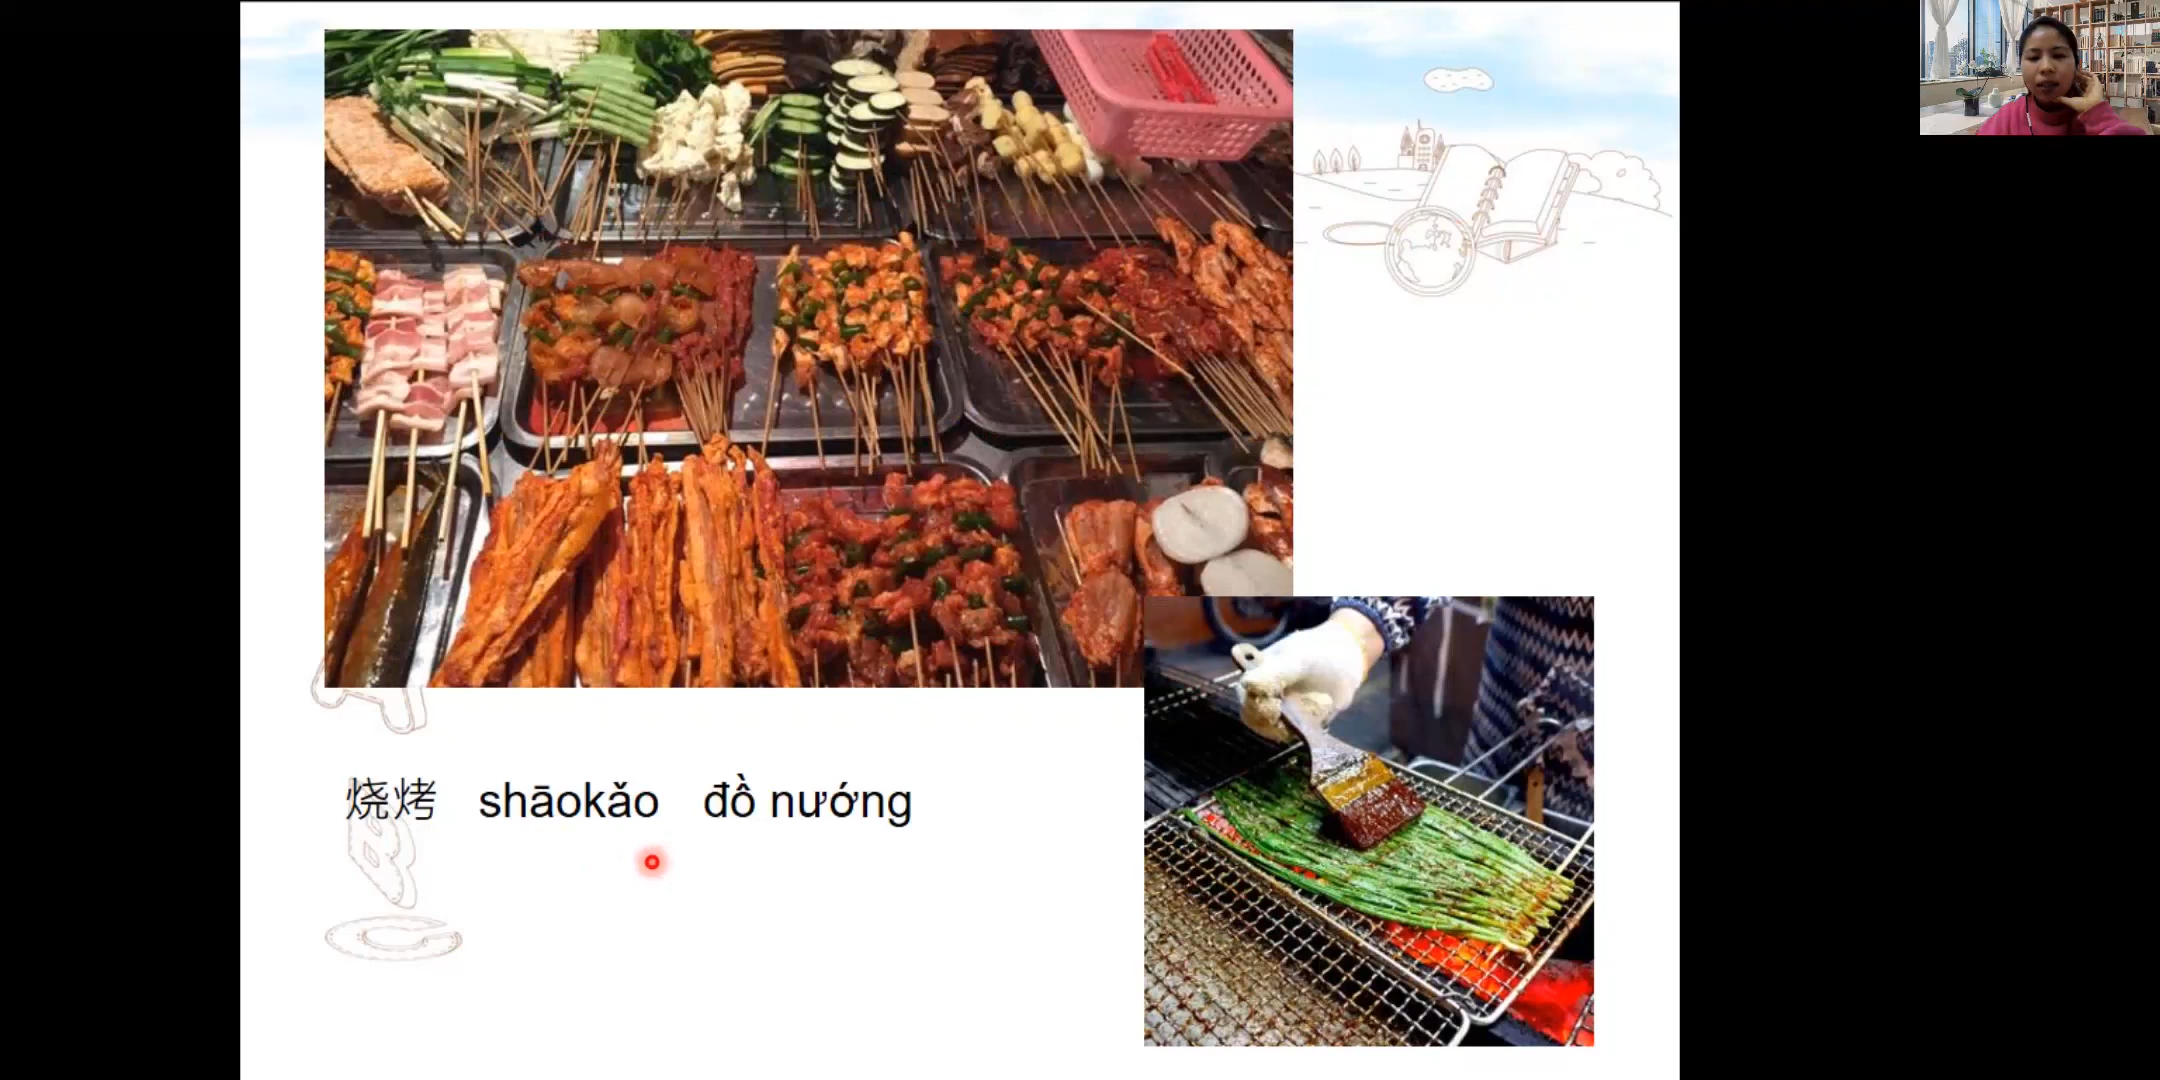 烧烤 shāokǎo đồ nướng